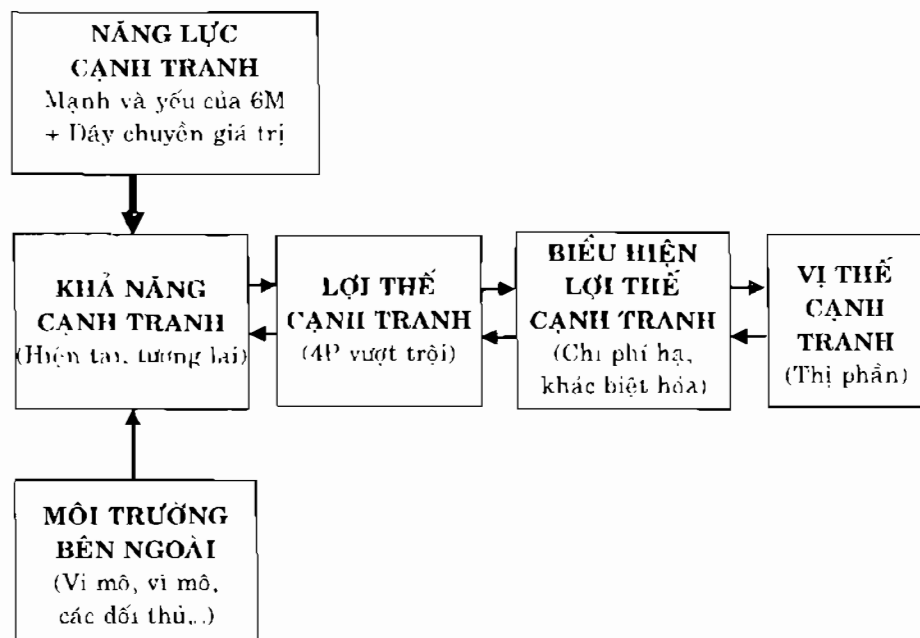 NĂNG LỰC
CẠNH TRANH
Mạnh và yếu của 6M
+ Dây chuyền giá trị
KHẢ NĂNG
CẠNH TRANH
(Hiện tại, tương lai)
LỢI THẾ
CẠNH TRANH
(4P vượt trội)
BIỂU HIỆN
LỢI THẾ
CẠNH TRANH
(Chi phí hạ,
khác biệt hóa)
VỊ THẾ
CẠNH
TRANH
(Thị phần)
MÔI TRƯỜNG
BÊN NGOÀI
(Vi mô, vì mô,
các đối thủ,..)